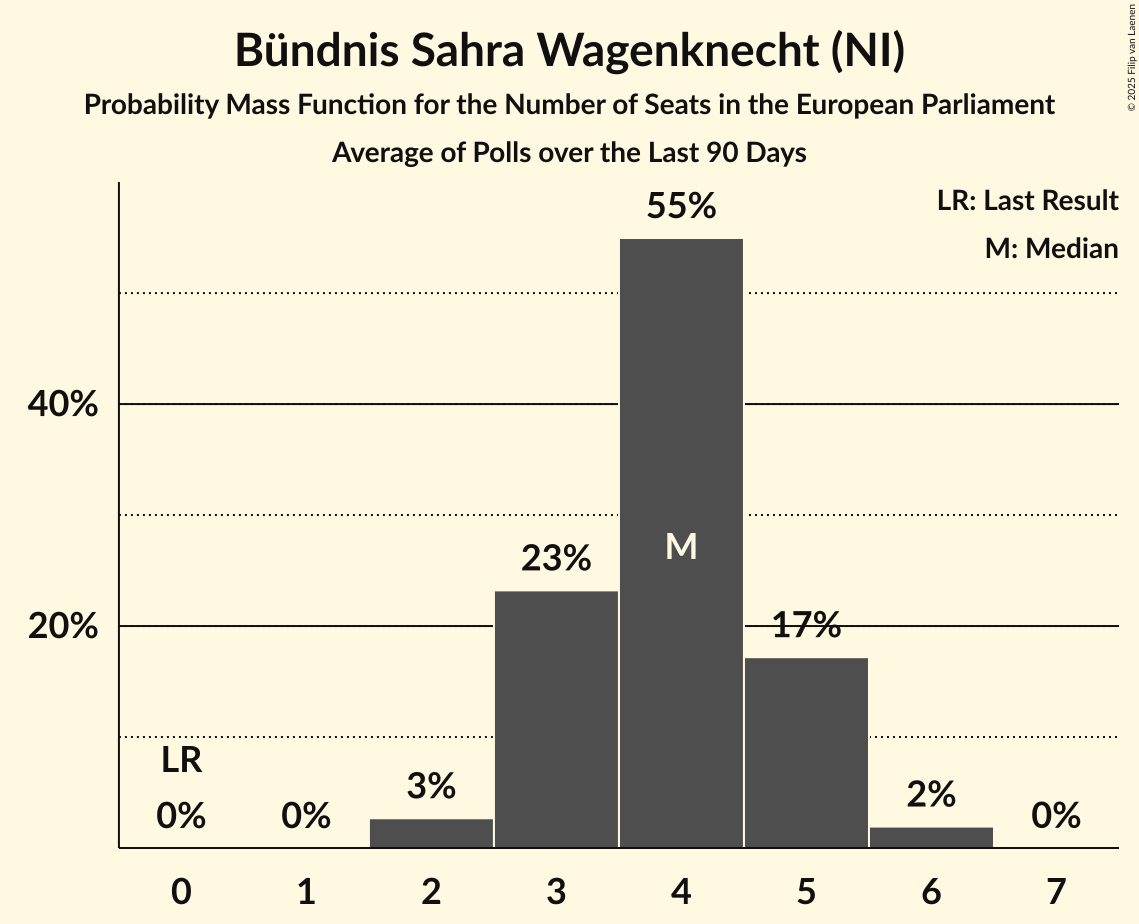 Bündnis Sahra Wagenknecht (NI)
Probability Mass Function for the Number of Seats in the European Parliament
Average of Polls over the Last 90 Days
© 2025 Filip van Laenen
LR: Last Result
M: Median
55%
40%
M
23%
20%
17%
LR
3%
2%
0%
0%
0%
0 1 2 3 4 5 6 7